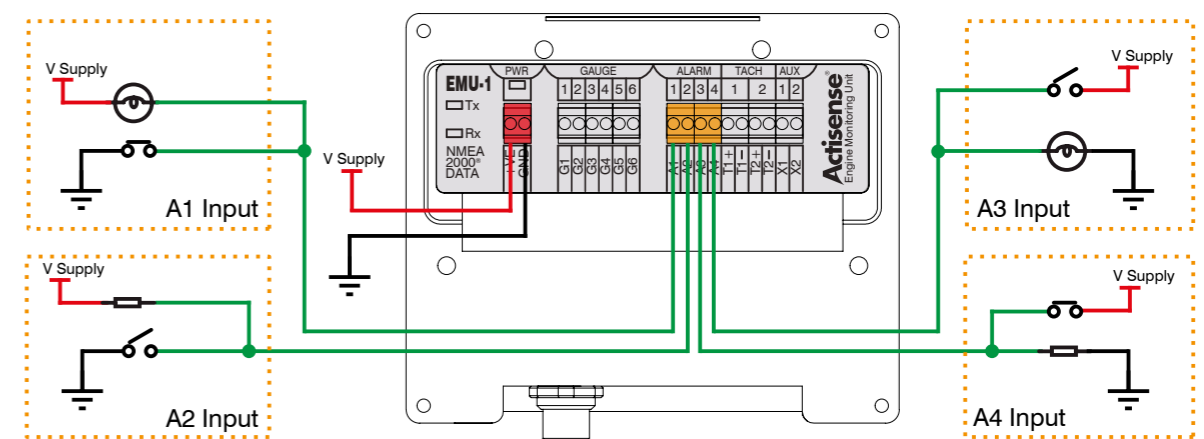 V Supply
A1 Input
V Supply
A2 Input
V Supply
PWR GAUGE ALARM TACH AUX
EMU-1
1 2 3 4 5 6
1 2 3 4
1 2
1 2
Tx
Rx
NMEA
2000®
DATA
+VE
GND
G1
G2
G3
G4
G5
G6
A1
A2
A3
A4
T1+
T1−
T2+
T2−
X1
X2
Actisense®
Engine Monitoring Unit
V Supply
A3 Input
V Supply
A4 Input